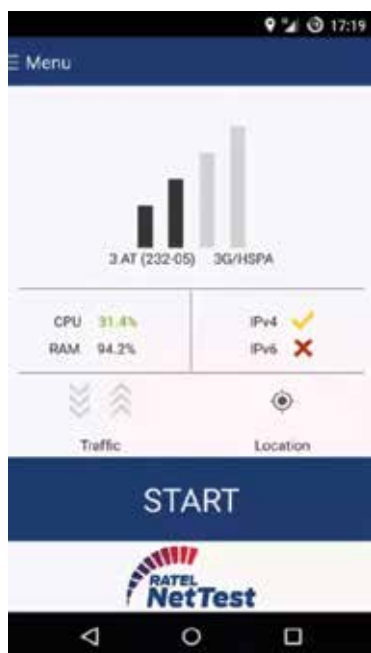 17:19
Menu
3 AT (232-05) 3G/HSPA
CPU 31.4% IPv4
RAM 94.2% IPv6
Traffic Location
START
RATEL
NetTest